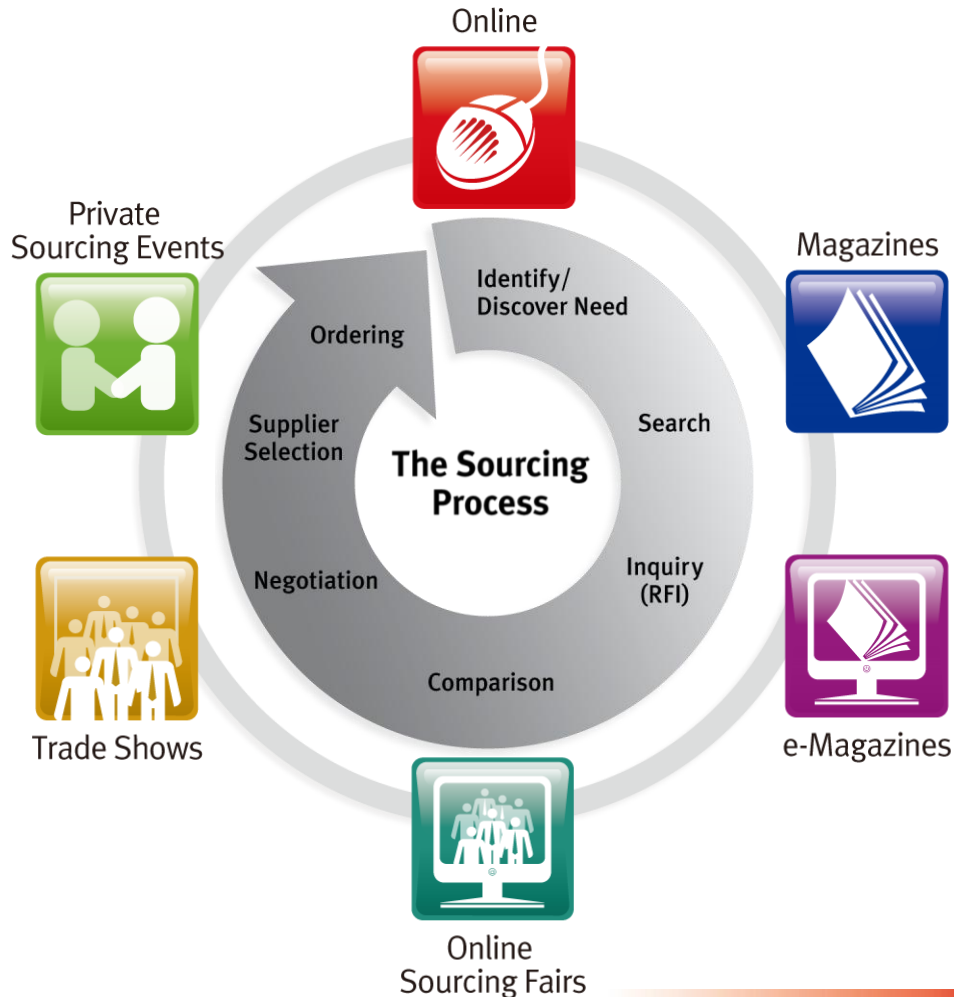 Online
Private
Sourcing Events
Magazines
Identify/
Discover Need
Ordering
Search
Supplier
Selection
The Sourcing
Process
Inquiry
(RFI)
Negotiation
Comparison
Trade Shows
e-Magazines
Online
Sourcing Fairs